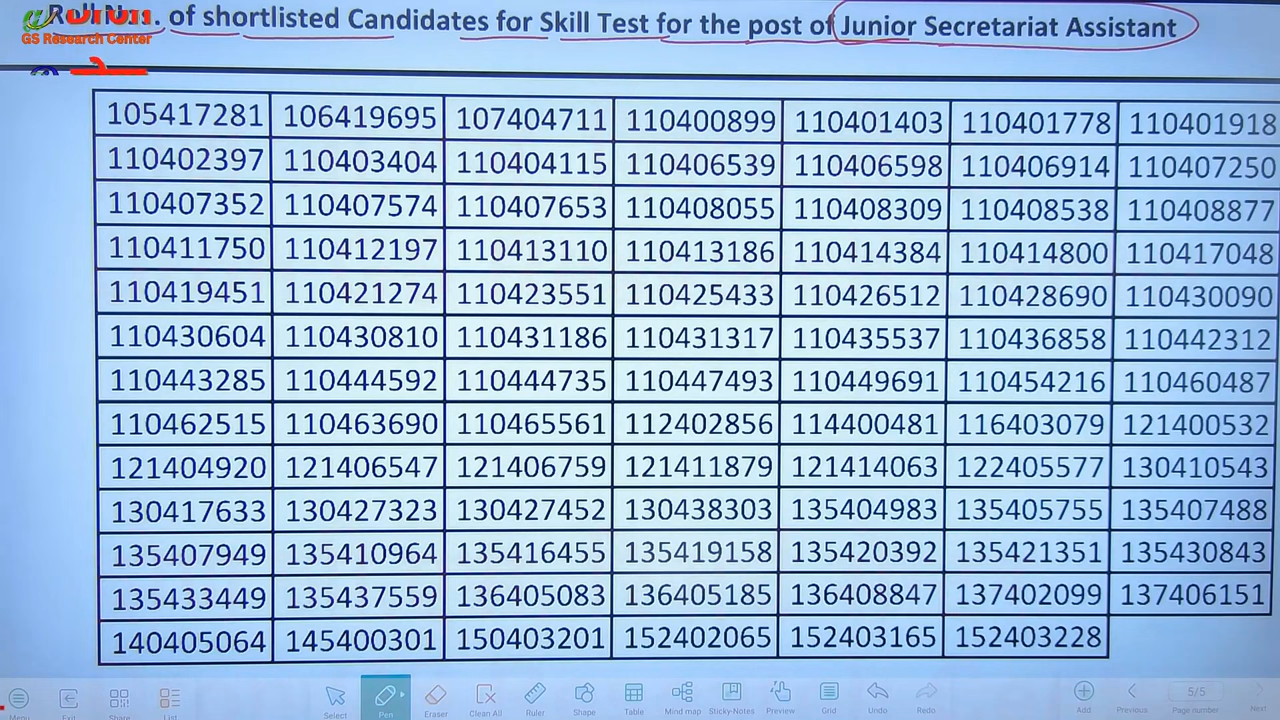 of shortlisted Candidates for Skill Test for the post of Junior Secretariat Assistant
GS Research Center
105417281 106419695 107404711 110400899 110401403 110401778 110401918
110402397 110403404 110404115 110406539 110406598 110406914 110407250
110407352 110407574 110407653 110408055 110408309 110408538 110408877
110411750 110412197 110413110 110413186 110414384 110414800 110417048
110419451 110421274 110423551 110425433 110426512 110428690 110430090
110430604 110430810 110431186 110431317 110435537 110436858 110442312
110443285 110444592 110444735 110447493 110449691 110454216 110460487
110462515 110463690 110465561 112402856 114400481 116403079 121400532
121404920 121406547 121406759 121411879 121414063 122405577 130410543
130417633 130427323 130427452 130438303 135404983 135405755 135407488
135407949 135410964 135416455 135419158 135420392 135421351 135430843
135433449 135437559 136405083 136405185 136408847 137402099 137406151
140405064 145400301 150403201 152402065 152403165 152403228
5/5
Menu Exit Share List Select Pen Eraser Clean All Ruler Shape Table Mind map Sticky-Notes Preview Grid Undo Redo Add Previous Page number Next